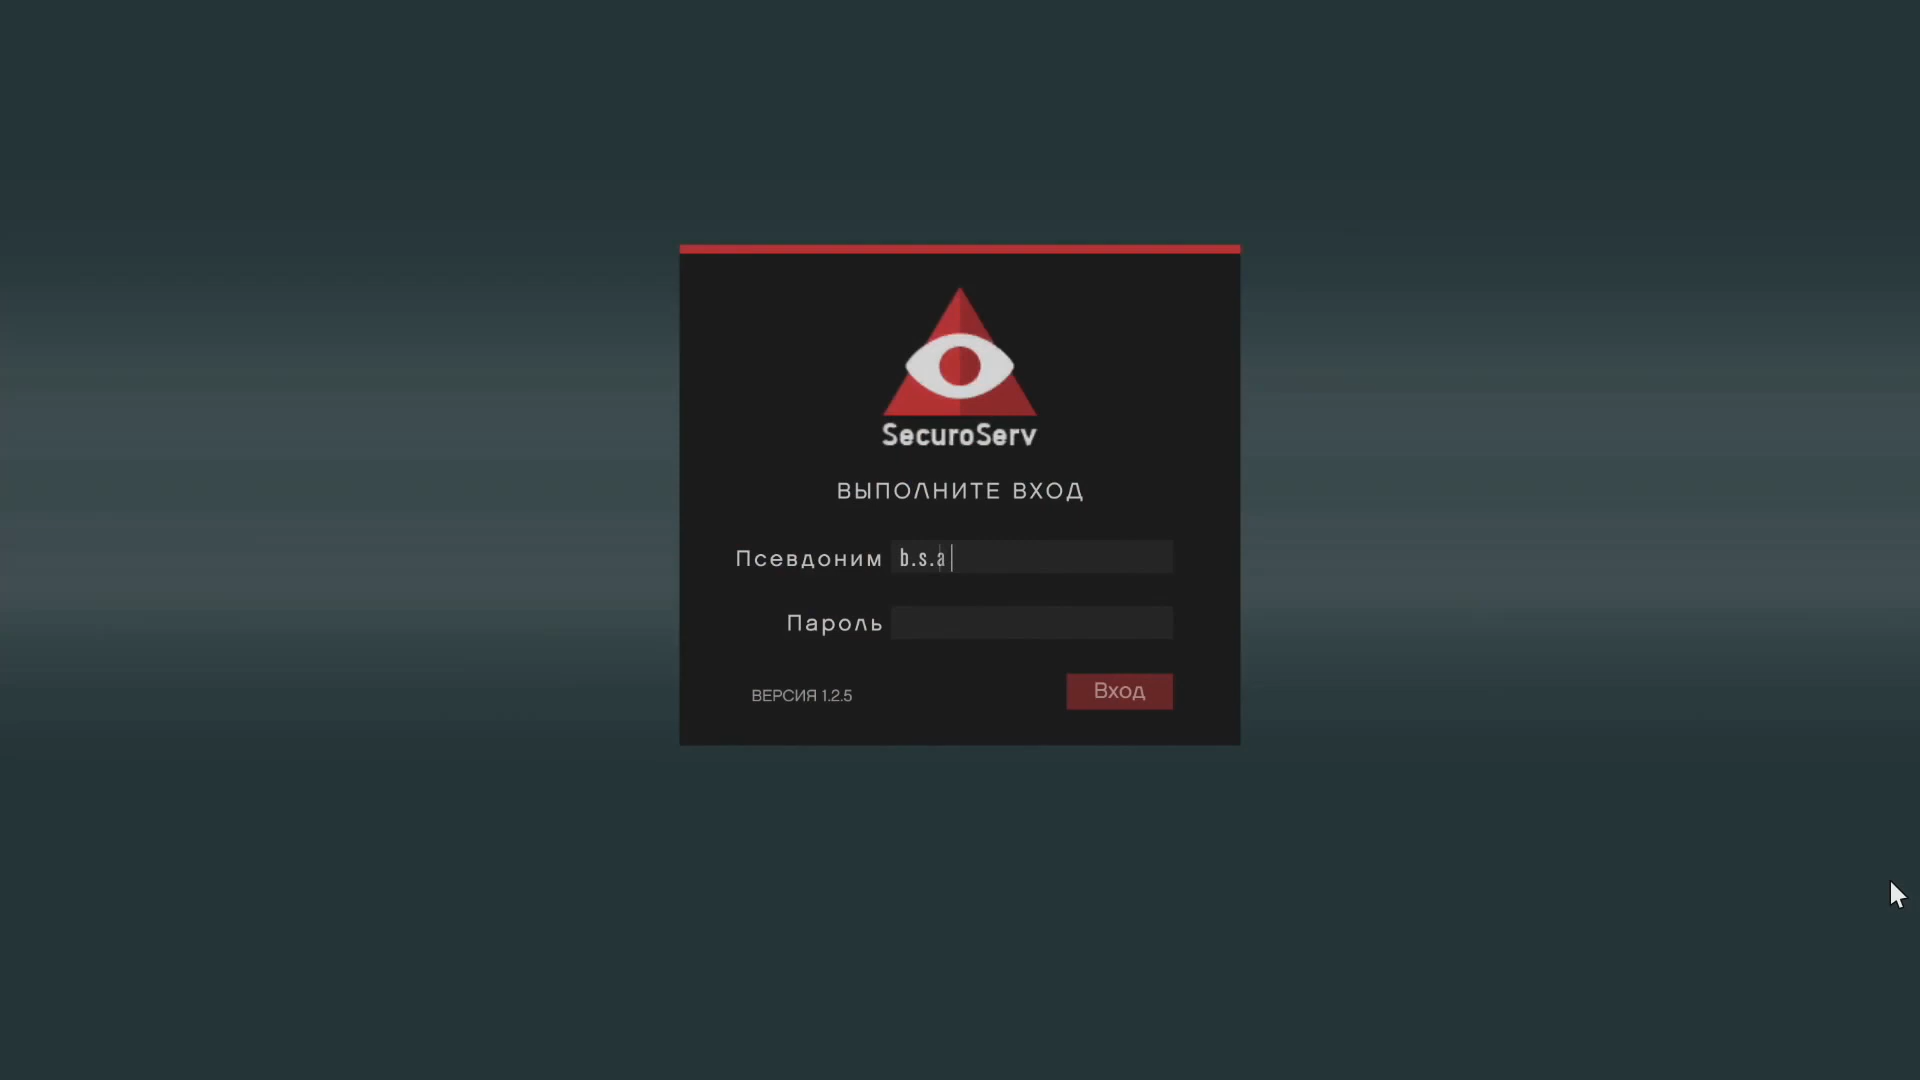 SecuroServ
ВЫПОЛНИТЕ ВХОД
Псевдоним b.s.a
Пароль
ВЕРСИЯ 1.2.5 Вход